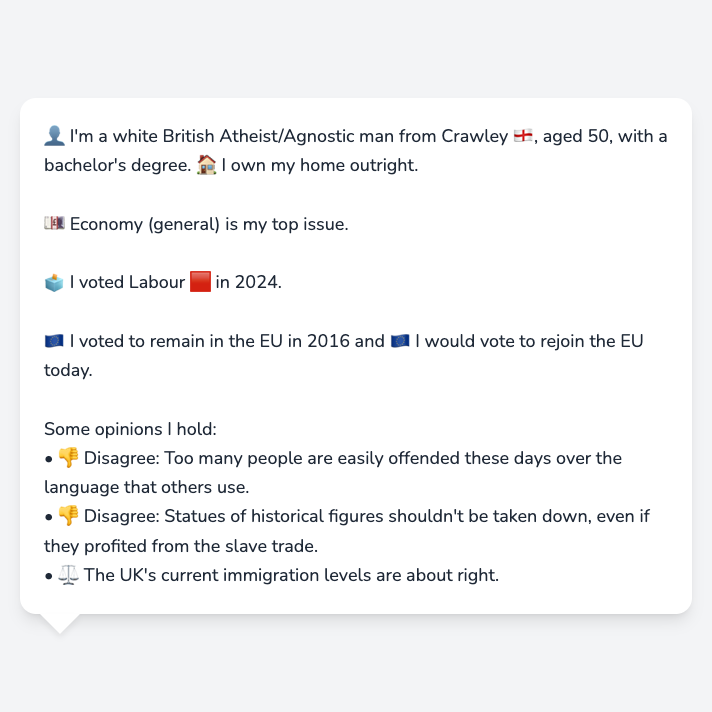 👤 I'm a white British Atheist/Agnostic man from Crawley 🏴󠁧󠁢󠁥󠁮󠁧󠁿, aged 50, with a
bachelor's degree. 🏠 I own my home outright.
💷 Economy (general) is my top issue.
🗳️ I voted Labour 🟥 in 2024.
🇪🇺 I voted to remain in the EU in 2016 and 🇪🇺 I would vote to rejoin the EU
today.
Some opinions I hold:
• 👎 Disagree: Too many people are easily offended these days over the
language that others use.
• 👎 Disagree: Statues of historical figures shouldn't be taken down, even if
they profited from the slave trade.
• ⚖️ The UK's current immigration levels are about right.